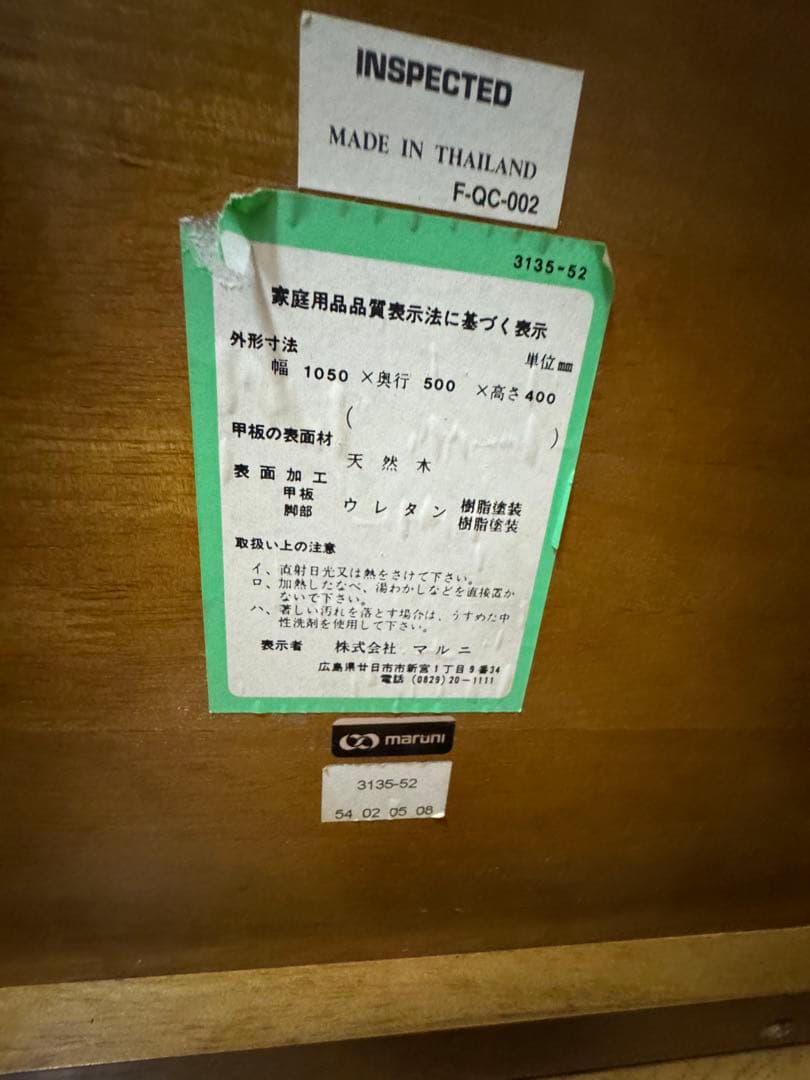 INSPECTED
MADE IN THAILAND
F-QC-002
3135-52
家庭用品品質表示法に基づく表示
外形寸法 単位㎜
幅 1050 ×奥行 500 ×高さ400
( )
甲板の表面材
天然木
表面加工
甲板 ウレタン 樹脂塗装
脚部 樹脂塗装
取扱い上の注意
イ、直射日光又は熱をさけて下さい。
ロ、加熱したなべ、湯わかしなどを直接置か
ないで下さい。
ハ、著しい汚れを落とす場合は、うすめた中
性洗剤を使用して下さい。
表示者 株式会社 マルニ
広島県廿日市市新宮1丁目9番34
電話 (0829)20-1111
maruni
3135-52
54 02 05 08